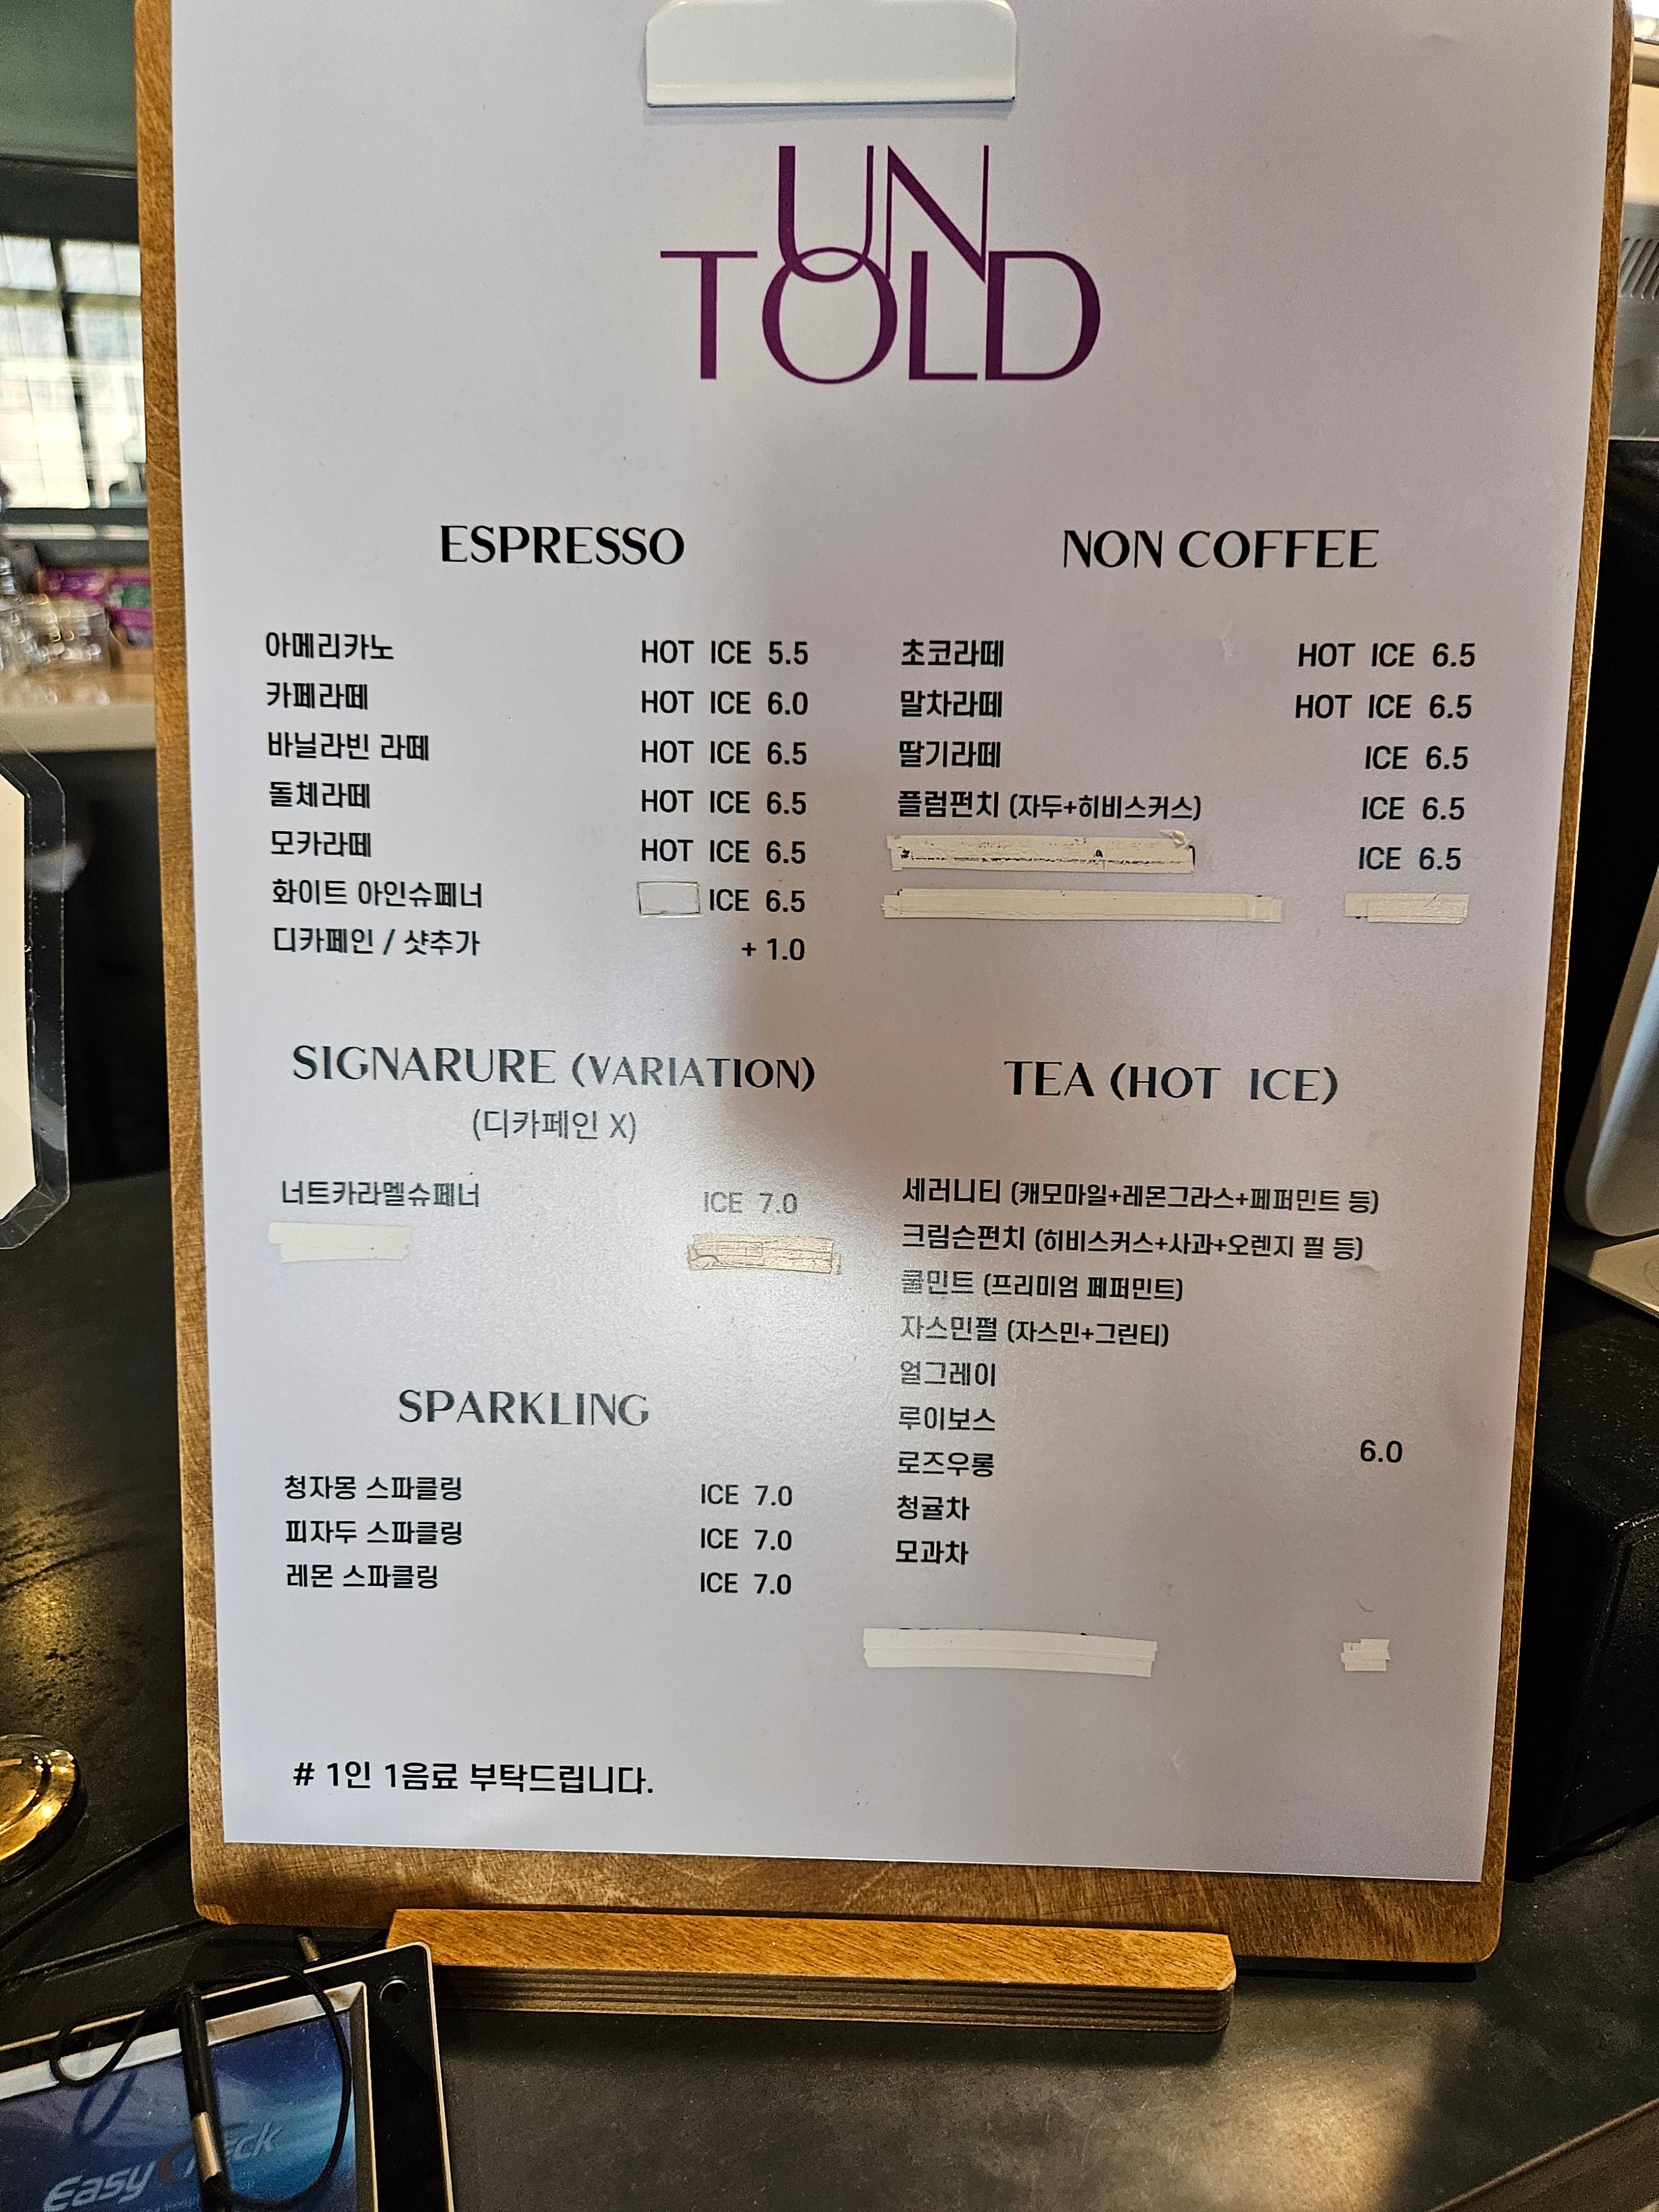 UN
TOLD
ESPRESSO
아메리카노 HOT ICE 5.5
카페라떼 HOT ICE 6.0
바닐라빈 라떼 HOT ICE 6.5
돌체라떼 HOT ICE 6.5
모카라떼 HOT ICE 6.5
화이트 아인슈페너 ICE 6.5
디카페인 / 샷추가 + 1.0
NON COFFEE
초코라떼 HOT ICE 6.5
말차라떼 HOT ICE 6.5
딸기라떼 ICE 6.5
플럼펀치 (자두+히비스커스) ICE 6.5
ICE 6.5
SIGNARURE (VARIATION)
(디카페인 X)
너트카라멜슈페너 ICE 7.0
SPARKLING
청자몽 스파클링 ICE 7.0
피자두 스파클링 ICE 7.0
레몬 스파클링 ICE 7.0
TEA (HOT ICE)
세러니티 (캐모마일+레몬그라스+페퍼민트 등)
크림슨펀치 (히비스커스+사과+오렌지 필 등)
쿨민트 (프리미엄 페퍼민트)
자스민펄 (자스민+그린티)
얼그레이
루이보스
6.0
로즈우롱
청귤차
모과차
# 1인 1음료 부탁드립니다.
Easy Check